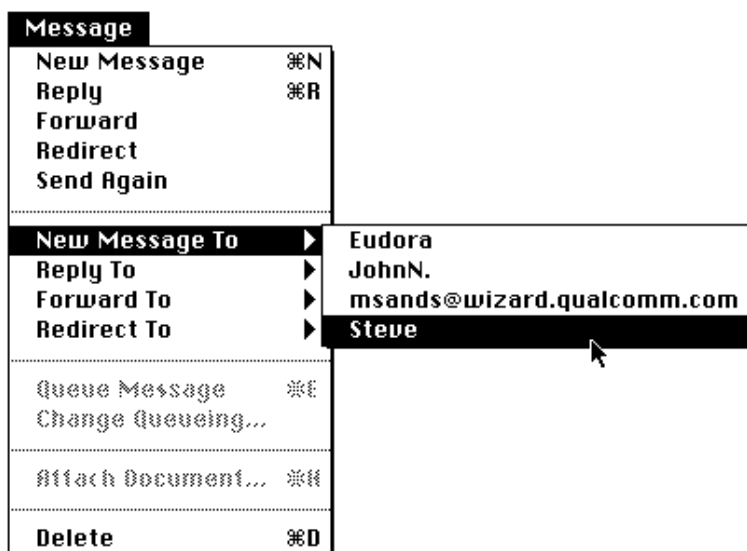 Message
New Message ⌘N
Reply ⌘R
Forward
Redirect
Send Again
New Message To ▶
Reply To ▶
Forward To ▶
Redirect To ▶
Eudora
JohnN.
msands@wizard.qualcomm.com
Steve
Queue Message ⌘E
Change Queueing...
Attach Document... ⌘H
Delete ⌘D